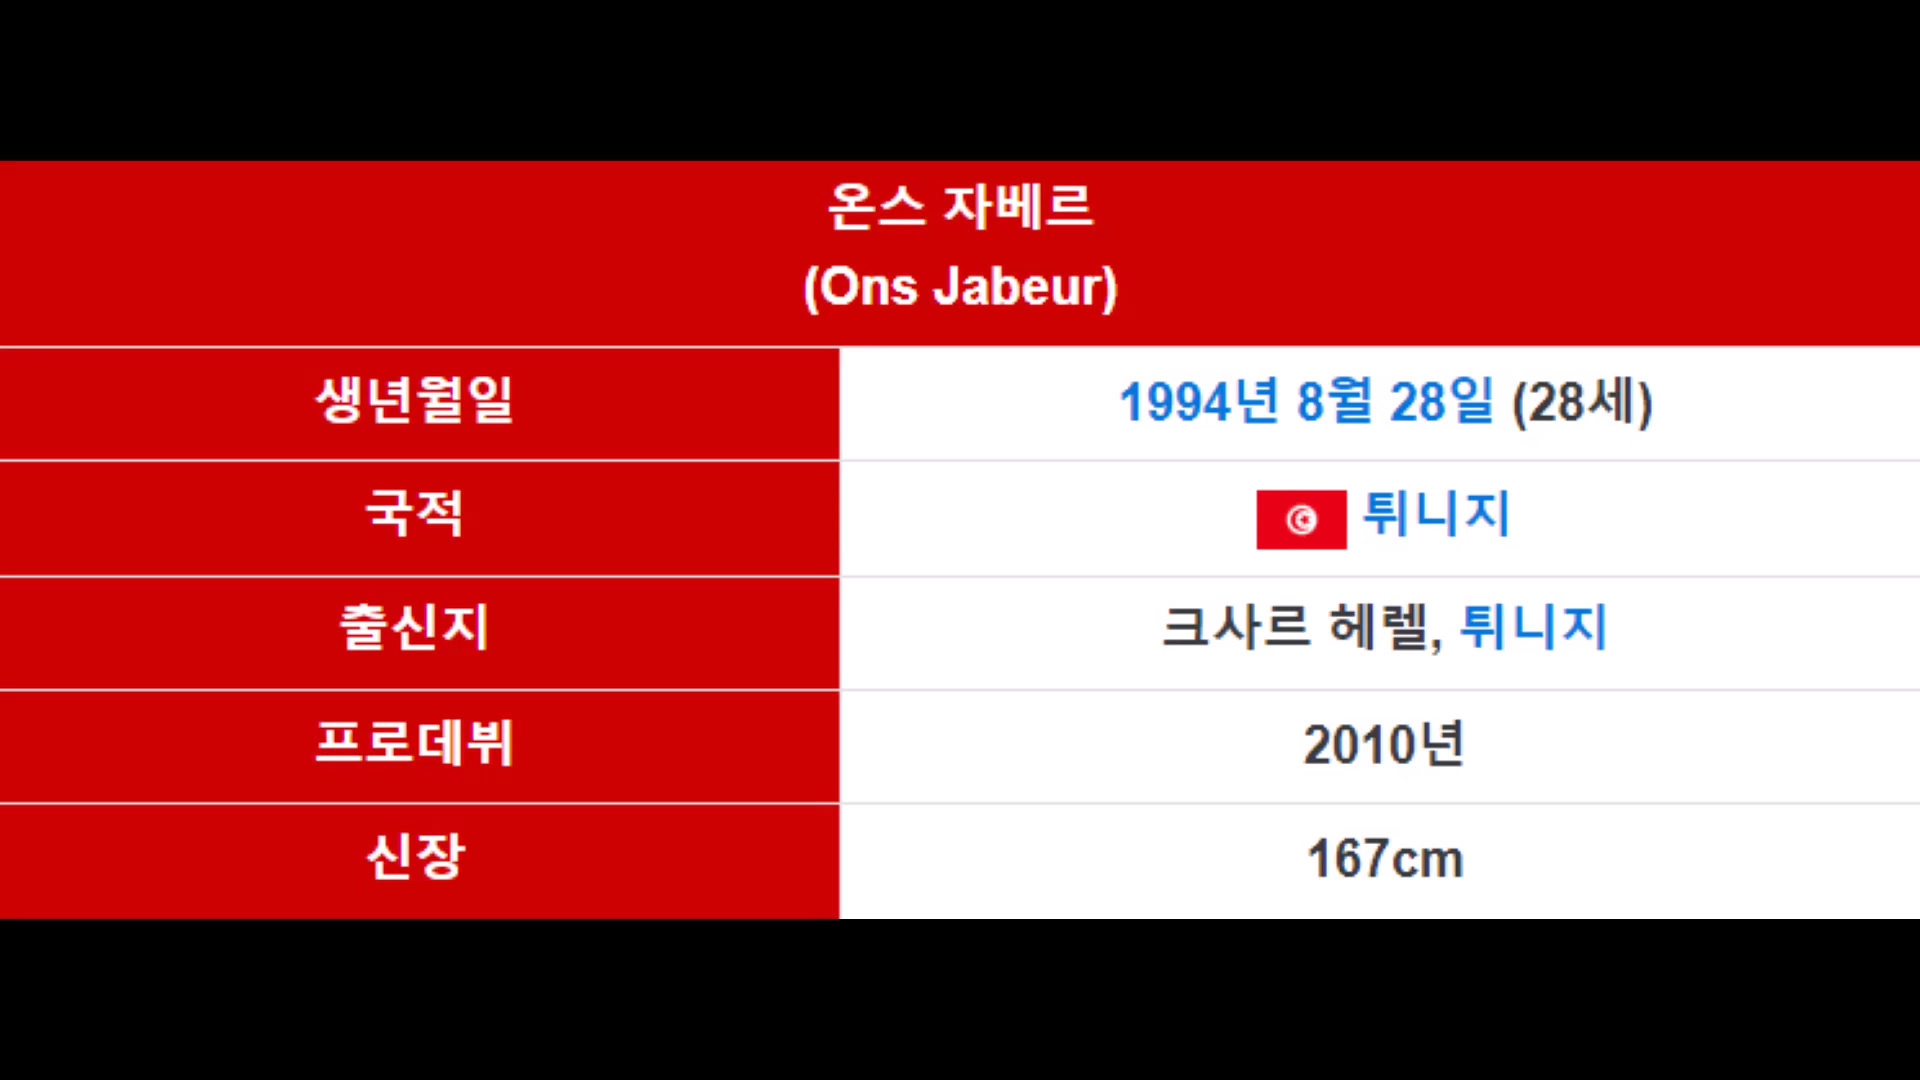 온스 자베르
(Ons Jabeur)
생년월일 1994년 8월 28일 (28세)
국적 튀니지
출신지 크사르 헤렐, 튀니지
프로데뷔 2010년
신장 167cm